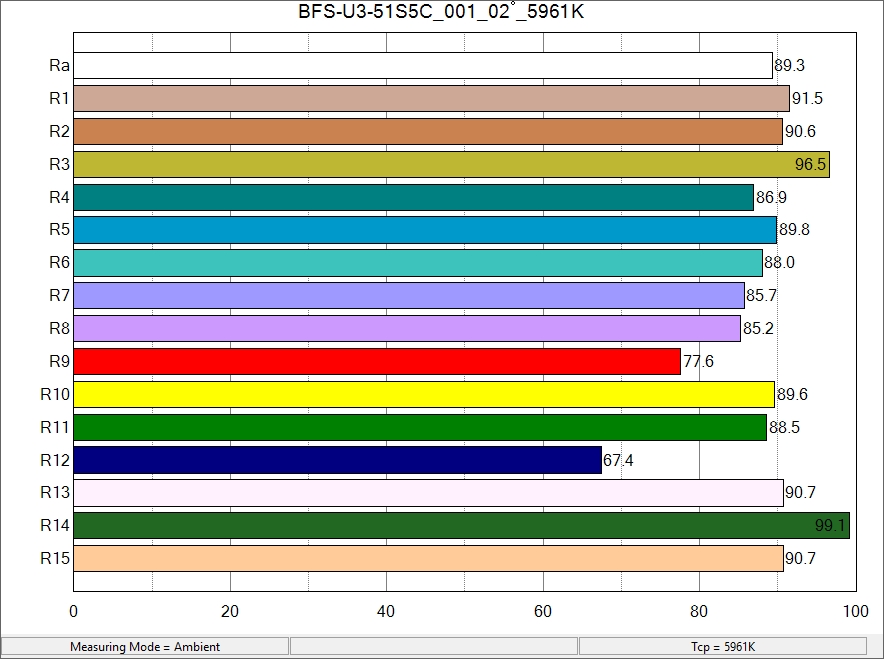 BFS-U3-51S5C_001_02°_5961K
Ra 89.3
R1 91.5
R2 90.6
R3 96.5
R4 86.9
R5 89.8
R6 88.0
R7 85.7
R8 85.2
R9 77.6
R10 89.6
R11 88.5
R12 67.4
R13 90.7
R14 99.1
R15 90.7
0 20 40 60 80 100
Measuring Mode = Ambient Tcp = 5961K